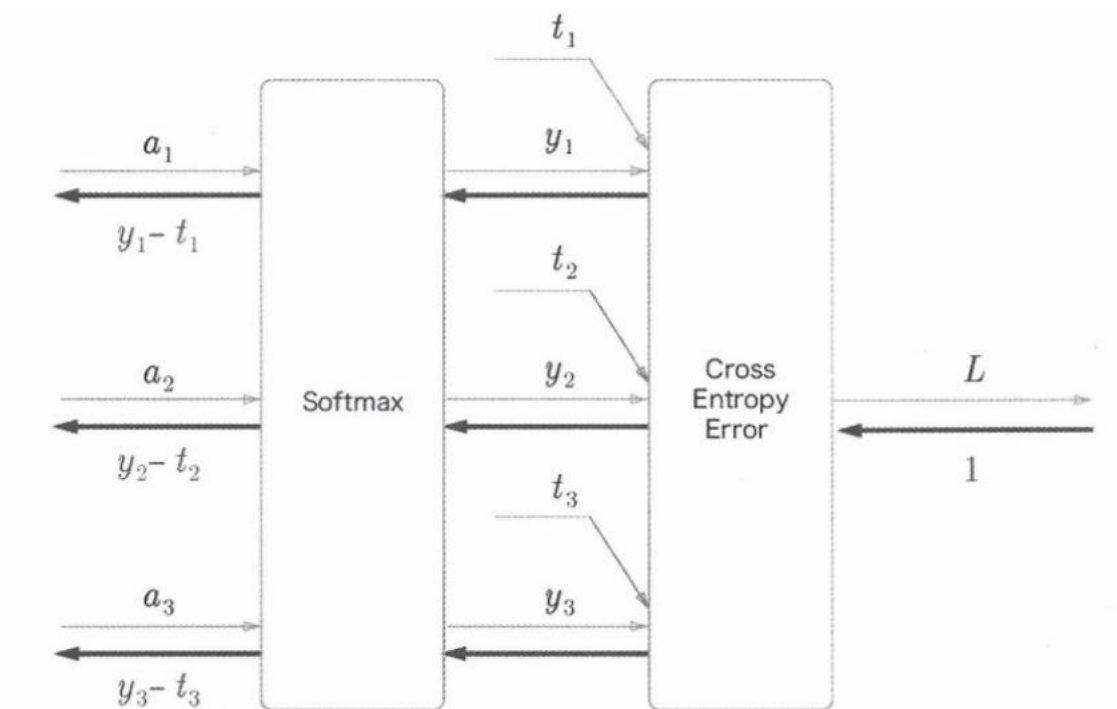 t₁
a₁
y₁
y₁ – t₁
t₂
a₂
y₂
Softmax
Cross
Entropy
Error
L
y₂ – t₂
1
t₃
a₃
y₃
y₃ – t₃